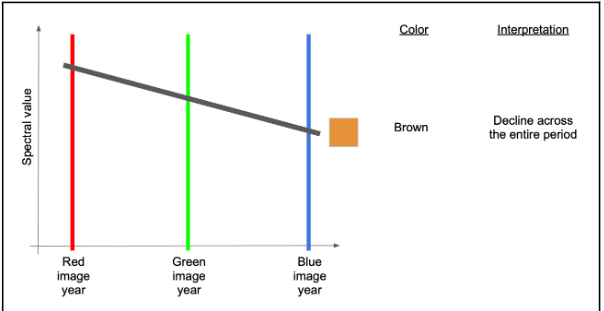 Color
Interpretation
Spectral value
Brown
Decline across
the entire period
Red
image
year
Green
image
year
Blue
image
year